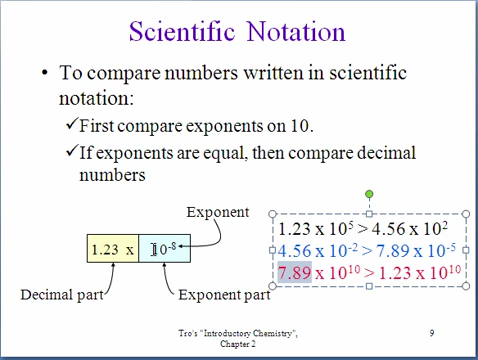 Scientific Notation
• To compare numbers written in scientific
notation:
✓First compare exponents on 10.
✓If exponents are equal, then compare decimal
numbers
Exponent
1.23 x 10⁻⁸
Decimal part
Exponent part
1.23 x 10⁵ > 4.56 x 10²
4.56 x 10⁻² > 7.89 x 10⁻⁵
7.89 x 10¹⁰ > 1.23 x 10¹⁰
Tro's "Introductory Chemistry",
Chapter 2
9